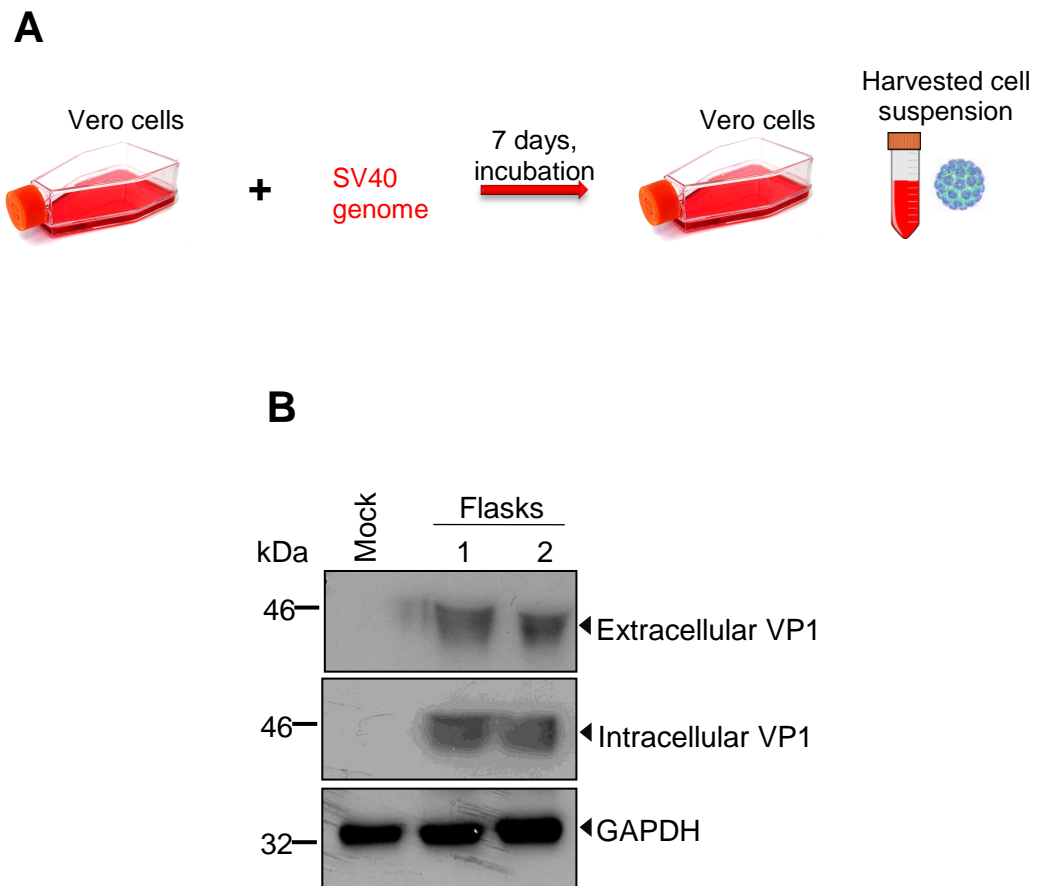 A
Vero cells
+
SV40
genome
7 days,
incubation
Vero cells
Harvested cell
suspension
B
kDa
Mock
Flasks
1
2
46
Extracellular VP1
46
Intracellular VP1
32
GAPDH